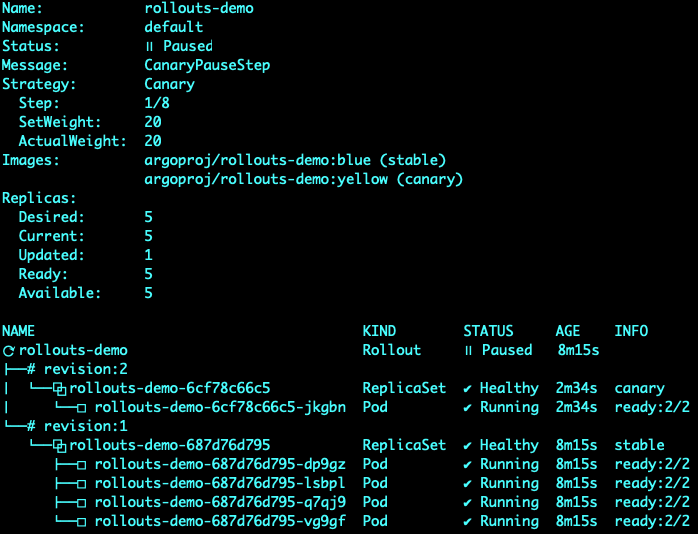 Name:            rollouts-demo
Namespace:       default
Status:          ॥ Paused
Message:         CanaryPauseStep
Strategy:        Canary
  Step:          1/8
  SetWeight:     20
  ActualWeight:  20
Images:          argoproj/rollouts-demo:blue (stable)
                 argoproj/rollouts-demo:yellow (canary)
Replicas:
  Desired:       5
  Current:       5
  Updated:       1
  Ready:         5
  Available:     5

NAME                                       KIND        STATUS     AGE    INFO
⟳ rollouts-demo                            Rollout     ॥ Paused   8m15s
├──# revision:2
│  └──⧉ rollouts-demo-6cf78c66c5           ReplicaSet  ✔ Healthy  2m34s  canary
│     └──□ rollouts-demo-6cf78c66c5-jkgbn  Pod         ✔ Running  2m34s  ready:2/2
└──# revision:1
   └──⧉ rollouts-demo-687d76d795           ReplicaSet  ✔ Healthy  8m15s  stable
      ├──□ rollouts-demo-687d76d795-dp9gz  Pod         ✔ Running  8m15s  ready:2/2
      ├──□ rollouts-demo-687d76d795-lsbpl  Pod         ✔ Running  8m15s  ready:2/2
      ├──□ rollouts-demo-687d76d795-q7qj9  Pod         ✔ Running  8m15s  ready:2/2
      └──□ rollouts-demo-687d76d795-vg9gf  Pod         ✔ Running  8m15s  ready:2/2